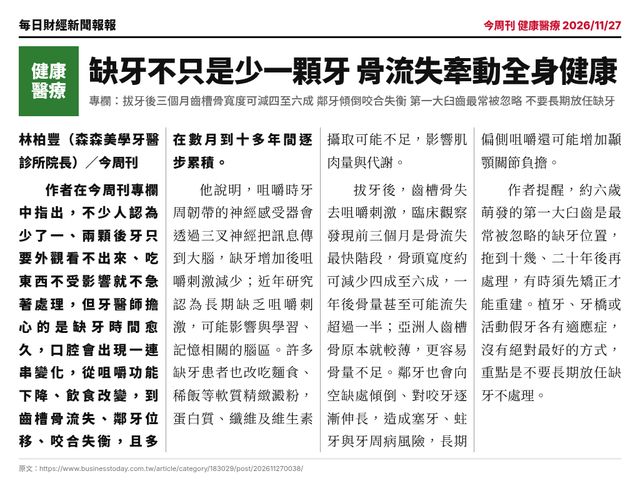 每日財經新聞報報
今周刊 健康醫療 2026/11/27
健康
醫療
缺牙不只是少一顆牙 骨流失牽動全身健康
專欄：拔牙後三個月齒槽骨寬度可減四至六成 鄰牙傾倒咬合失衡 第一大臼齒最常被忽略 不要長期放任缺牙
林柏豐（森森美學牙醫
診所院長）／今周刊
作者在今周刊專欄
中指出，不少人認為
少了一、兩顆後牙只
要外觀看不出來、吃
東西不受影響就不急
著處理，但牙醫師擔
心的是缺牙時間愈
久，口腔會出現一連
串變化，從咀嚼功能
下降、飲食改變，到
齒槽骨流失、鄰牙位
移、咬合失衡，且多
在數月到十多年間逐
步累積。
他說明，咀嚼時牙
周韌帶的神經感受器會
透過三叉神經把訊息傳
到大腦，缺牙增加後咀
嚼刺激減少；近年研究
認為長期缺乏咀嚼刺
激，可能影響與學習、
記憶相關的腦區。許多
缺牙患者也改吃麵食、
稀飯等軟質精緻澱粉，
蛋白質、纖維及維生素
攝取可能不足，影響肌
肉量與代謝。
拔牙後，齒槽骨失
去咀嚼刺激，臨床觀察
發現前三個月是骨流失
最快階段，骨頭寬度約
可減少四成至六成，一
年後骨量甚至可能流失
超過一半；亞洲人齒槽
骨原本就較薄，更容易
骨量不足。鄰牙也會向
空缺處傾倒、對咬牙逐
漸伸長，造成塞牙、蛀
牙與牙周病風險，長期
偏側咀嚼還可能增加顳
顎關節負擔。
作者提醒，約六歲
萌發的第一大臼齒是最
常被忽略的缺牙位置，
拖到十幾、二十年後再
處理，有時須先矯正才
能重建。植牙、牙橋或
活動假牙各有適應症，
沒有絕對最好的方式，
重點是不要長期放任缺
牙不處理。
原文：https://www.businesstoday.com.tw/article/category/183029/post/202611270038/